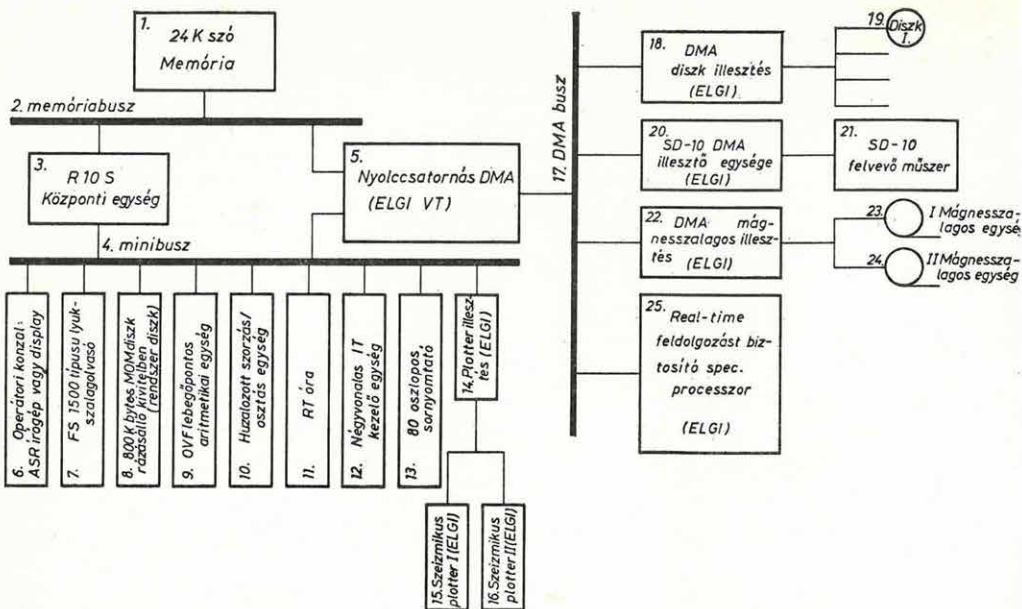 1.
24 K szó
Memória
2. memóriabusz
3.
R 10 S
Központi egység
4. minibusz
5.
Nyolccsatornás DMA
(ELGI VT)
6. Operátori konzal:
ASR irogép vagy display
7. FS 1500 típusu lyuk-
szalagolvasó
8. 800 K bytes MOM diszk
rázásálló kivitelben
(rendszer diszk)
9. OVF lebegőpontos
aritmetikai egység
10. Huzalozott szorzás/
osztás egység
11. RT óra
12. Négyvonalas IT
kezelő egység
13. 80 oszlopos
sornyomtató
14. Plotter illesz-
tés (ELGI)
15. Szeizmikus
plotter I (ELGI)
16. Szeizmikus
plotter II (ELGI)
17. DMA busz
18.
DMA
diszk illesztés
(ELGI)
19.
Diszk
I.
20.
SD-10 DMA
illesztő egysége
(ELGI)
21.
SD-10
felvevő műszer
22.
DMA mág-
nesszalagos illesz-
tés (ELGI)
23.
I Mágnessza-
lagos egység
24.
II Mágnessza-
lagos egység
25.
Real-time
feldolgozást biz-
tositó spec.
processzor
(ELGI)